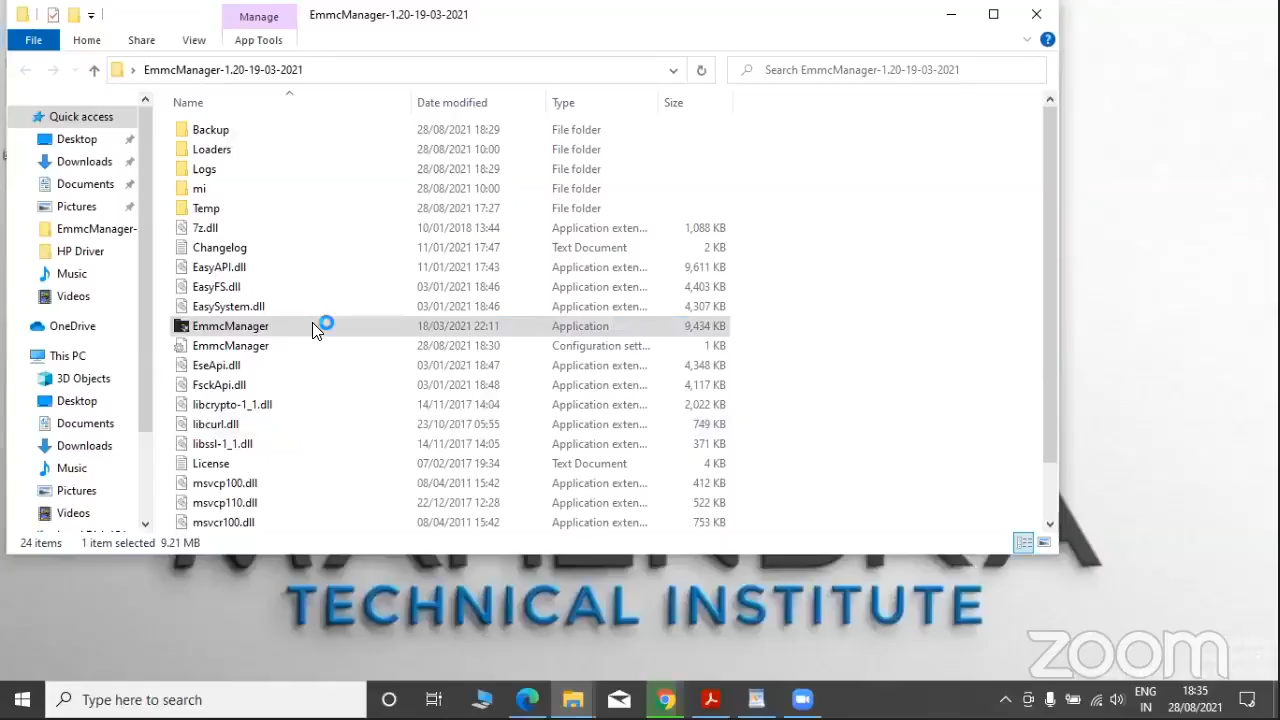 Manage
EmmcManager-1.20-19-03-2021
File
Home
Share
View
App Tools
EmmcManager-1.20-19-03-2021
Search EmmcManager-1.20-19-03-2021
Name
Date modified
Type
Size
Quick access
Desktop
Downloads
Documents
Pictures
EmmcManager-
HP Driver
Music
Videos
OneDrive
This PC
3D Objects
Desktop
Documents
Downloads
Music
Pictures
Videos
Backup 28/08/2021 18:29 File folder
Loaders 28/08/2021 10:00 File folder
Logs 28/08/2021 18:29 File folder
mi 28/08/2021 10:00 File folder
Temp 28/08/2021 17:27 File folder
7z.dll 10/01/2018 13:44 Application exten... 1,088 KB
Changelog 11/01/2021 17:47 Text Document 2 KB
EasyAPI.dll 11/01/2021 17:43 Application exten... 9,611 KB
EasyFS.dll 03/01/2021 18:46 Application exten... 4,403 KB
EasySystem.dll 03/01/2021 18:46 Application exten... 4,307 KB
EmmcManager 18/03/2021 22:11 Application 9,434 KB
EmmcManager 28/08/2021 18:30 Configuration sett... 1 KB
EseApi.dll 03/01/2021 18:47 Application exten... 4,348 KB
FsckApi.dll 03/01/2021 18:48 Application exten... 4,117 KB
libcrypto-1_1.dll 14/11/2017 14:04 Application exten... 2,022 KB
libcurl.dll 23/10/2017 05:55 Application exten... 749 KB
libssl-1_1.dll 14/11/2017 14:05 Application exten... 371 KB
License 07/02/2017 19:34 Text Document 4 KB
msvcp100.dll 08/04/2011 15:42 Application exten... 412 KB
msvcp110.dll 22/12/2017 12:28 Application exten... 522 KB
msvcr100.dll 08/04/2011 15:42 Application exten... 753 KB
24 items 1 item selected 9.21 MB
TECHNICAL INSTITUTE
zoom
Type here to search
ENG
IN
18:35
28/08/2021